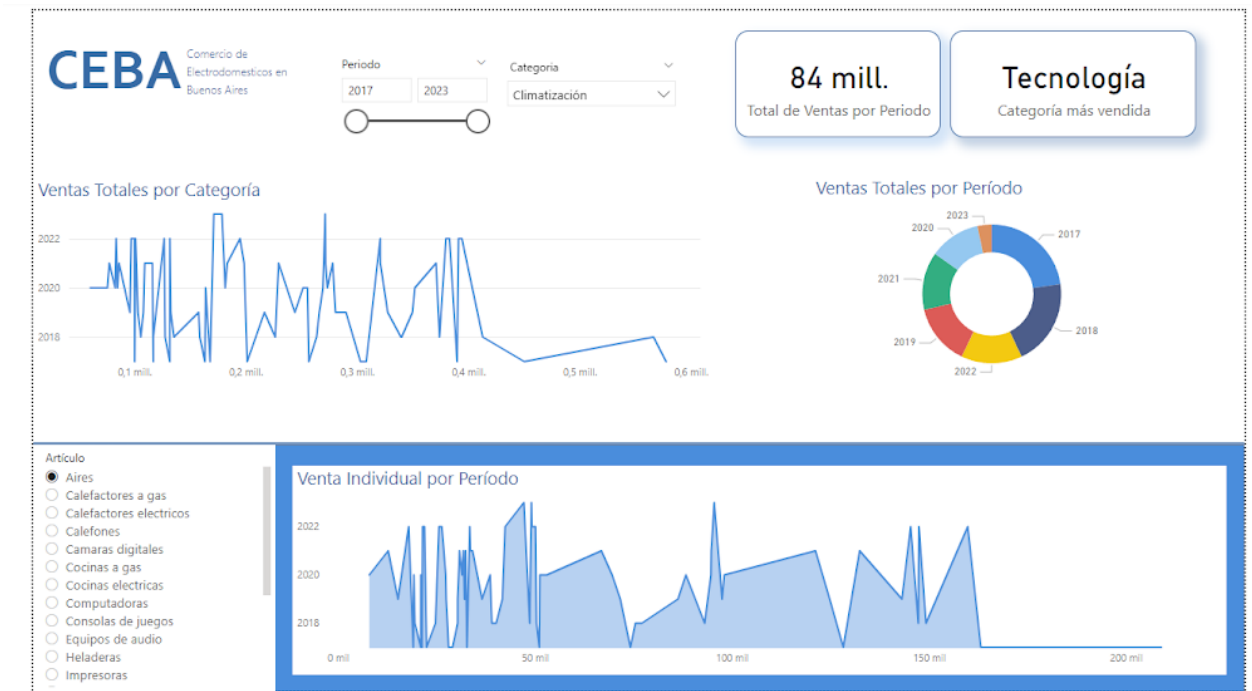 CEBA
Comercio de
Electrodomesticos en
Buenos Aires
Periodo
2017
2023
Categoria
Climatización
84 mill.
Total de Ventas por Periodo
Tecnología
Categoría más vendida
Ventas Totales por Categoría
2022
2020
2018
0,1 mill.
0,2 mill.
0,3 mill.
0,4 mill.
0,5 mill.
0,6 mill.
Ventas Totales por Período
2023
2020
2017
2021
2018
2019
2022
Artículo
Aires
Calefactores a gas
Calefactores electricos
Calefones
Camaras digitales
Cocinas a gas
Cocinas electricas
Computadoras
Consolas de juegos
Equipos de audio
Heladeras
Impresoras
Venta Individual por Período
2022
2020
2018
0 mil
50 mil
100 mil
150 mil
200 mil